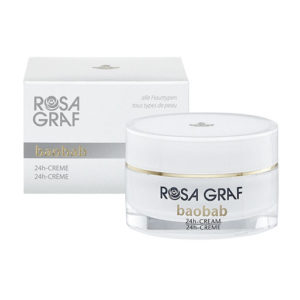 ROSA
GRAF
alle Hauttypen
tous types de peau
baobab
24h-CREME
24h-CRÈME
ROSA GRAF
baobab
24h-CREAM
24h-CRÈME